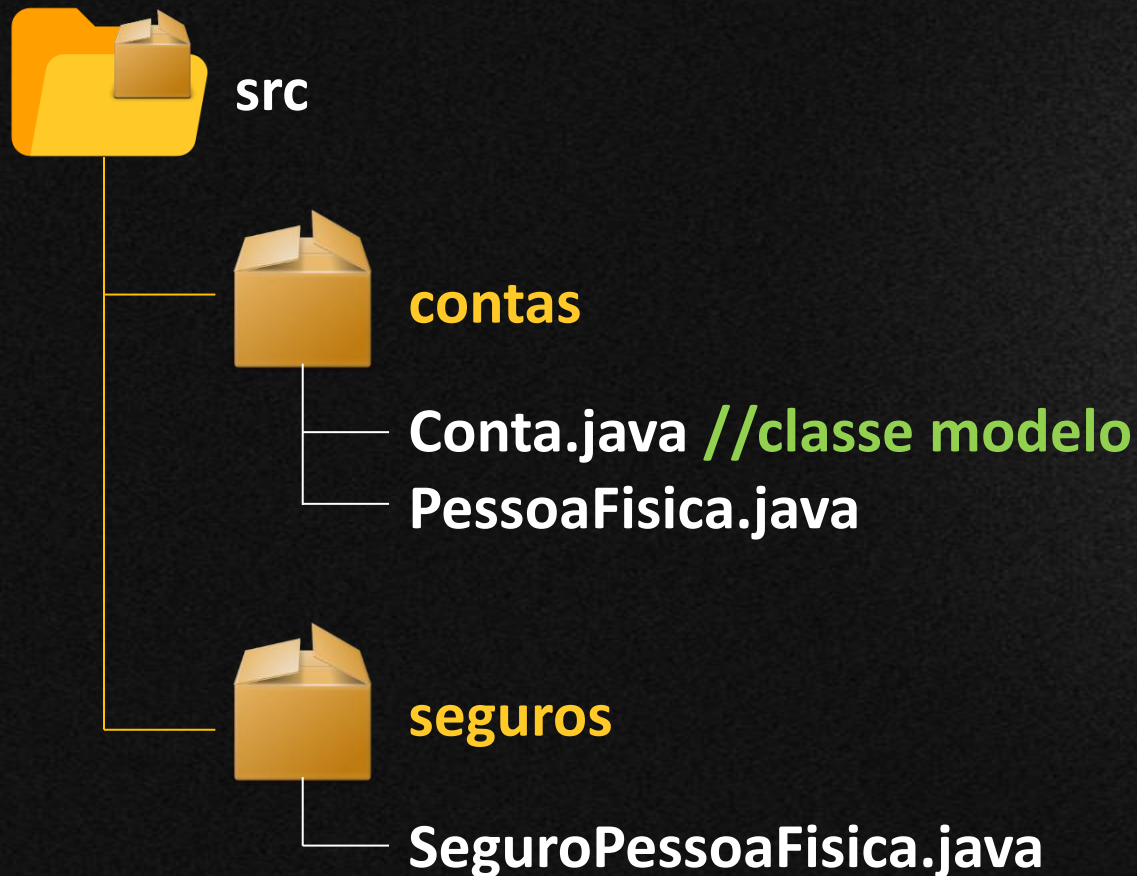 src
contas
Conta.java //classe modelo
PessoaFisica.java
seguros
SeguroPessoaFisica.java